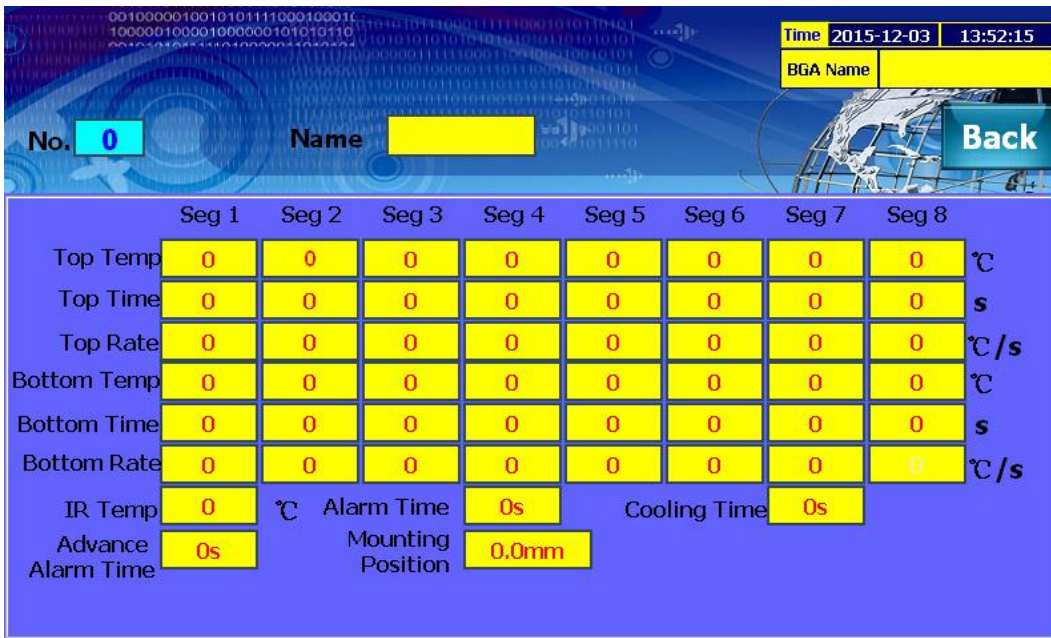 Time 2015-12-03 13:52:15
BGA Name
No. 0 Name Back
Seg 1 Seg 2 Seg 3 Seg 4 Seg 5 Seg 6 Seg 7 Seg 8
Top Temp 0 0 0 0 0 0 0 0 ℃
Top Time 0 0 0 0 0 0 0 0 s
Top Rate 0 0 0 0 0 0 0 0 ℃/s
Bottom Temp 0 0 0 0 0 0 0 0 ℃
Bottom Time 0 0 0 0 0 0 0 0 s
Bottom Rate 0 0 0 0 0 0 0 0 ℃/s
IR Temp 0 ℃ Alarm Time 0s Cooling Time 0s
Advance
Alarm Time 0s
Mounting
Position 0.0mm